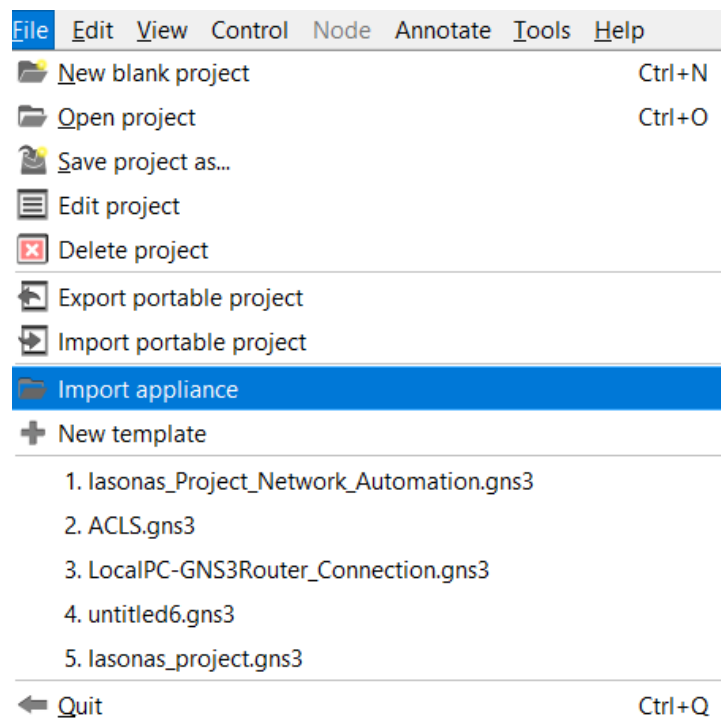 File Edit View Control Node Annotate Tools Help
New blank project Ctrl+N
Open project Ctrl+O
Save project as...
Edit project
Delete project
Export portable project
Import portable project
Import appliance
New template
1. Iasonas_Project_Network_Automation.gns3
2. ACLS.gns3
3. LocalPC-GNS3Router_Connection.gns3
4. untitled6.gns3
5. Iasonas_project.gns3
Quit Ctrl+Q